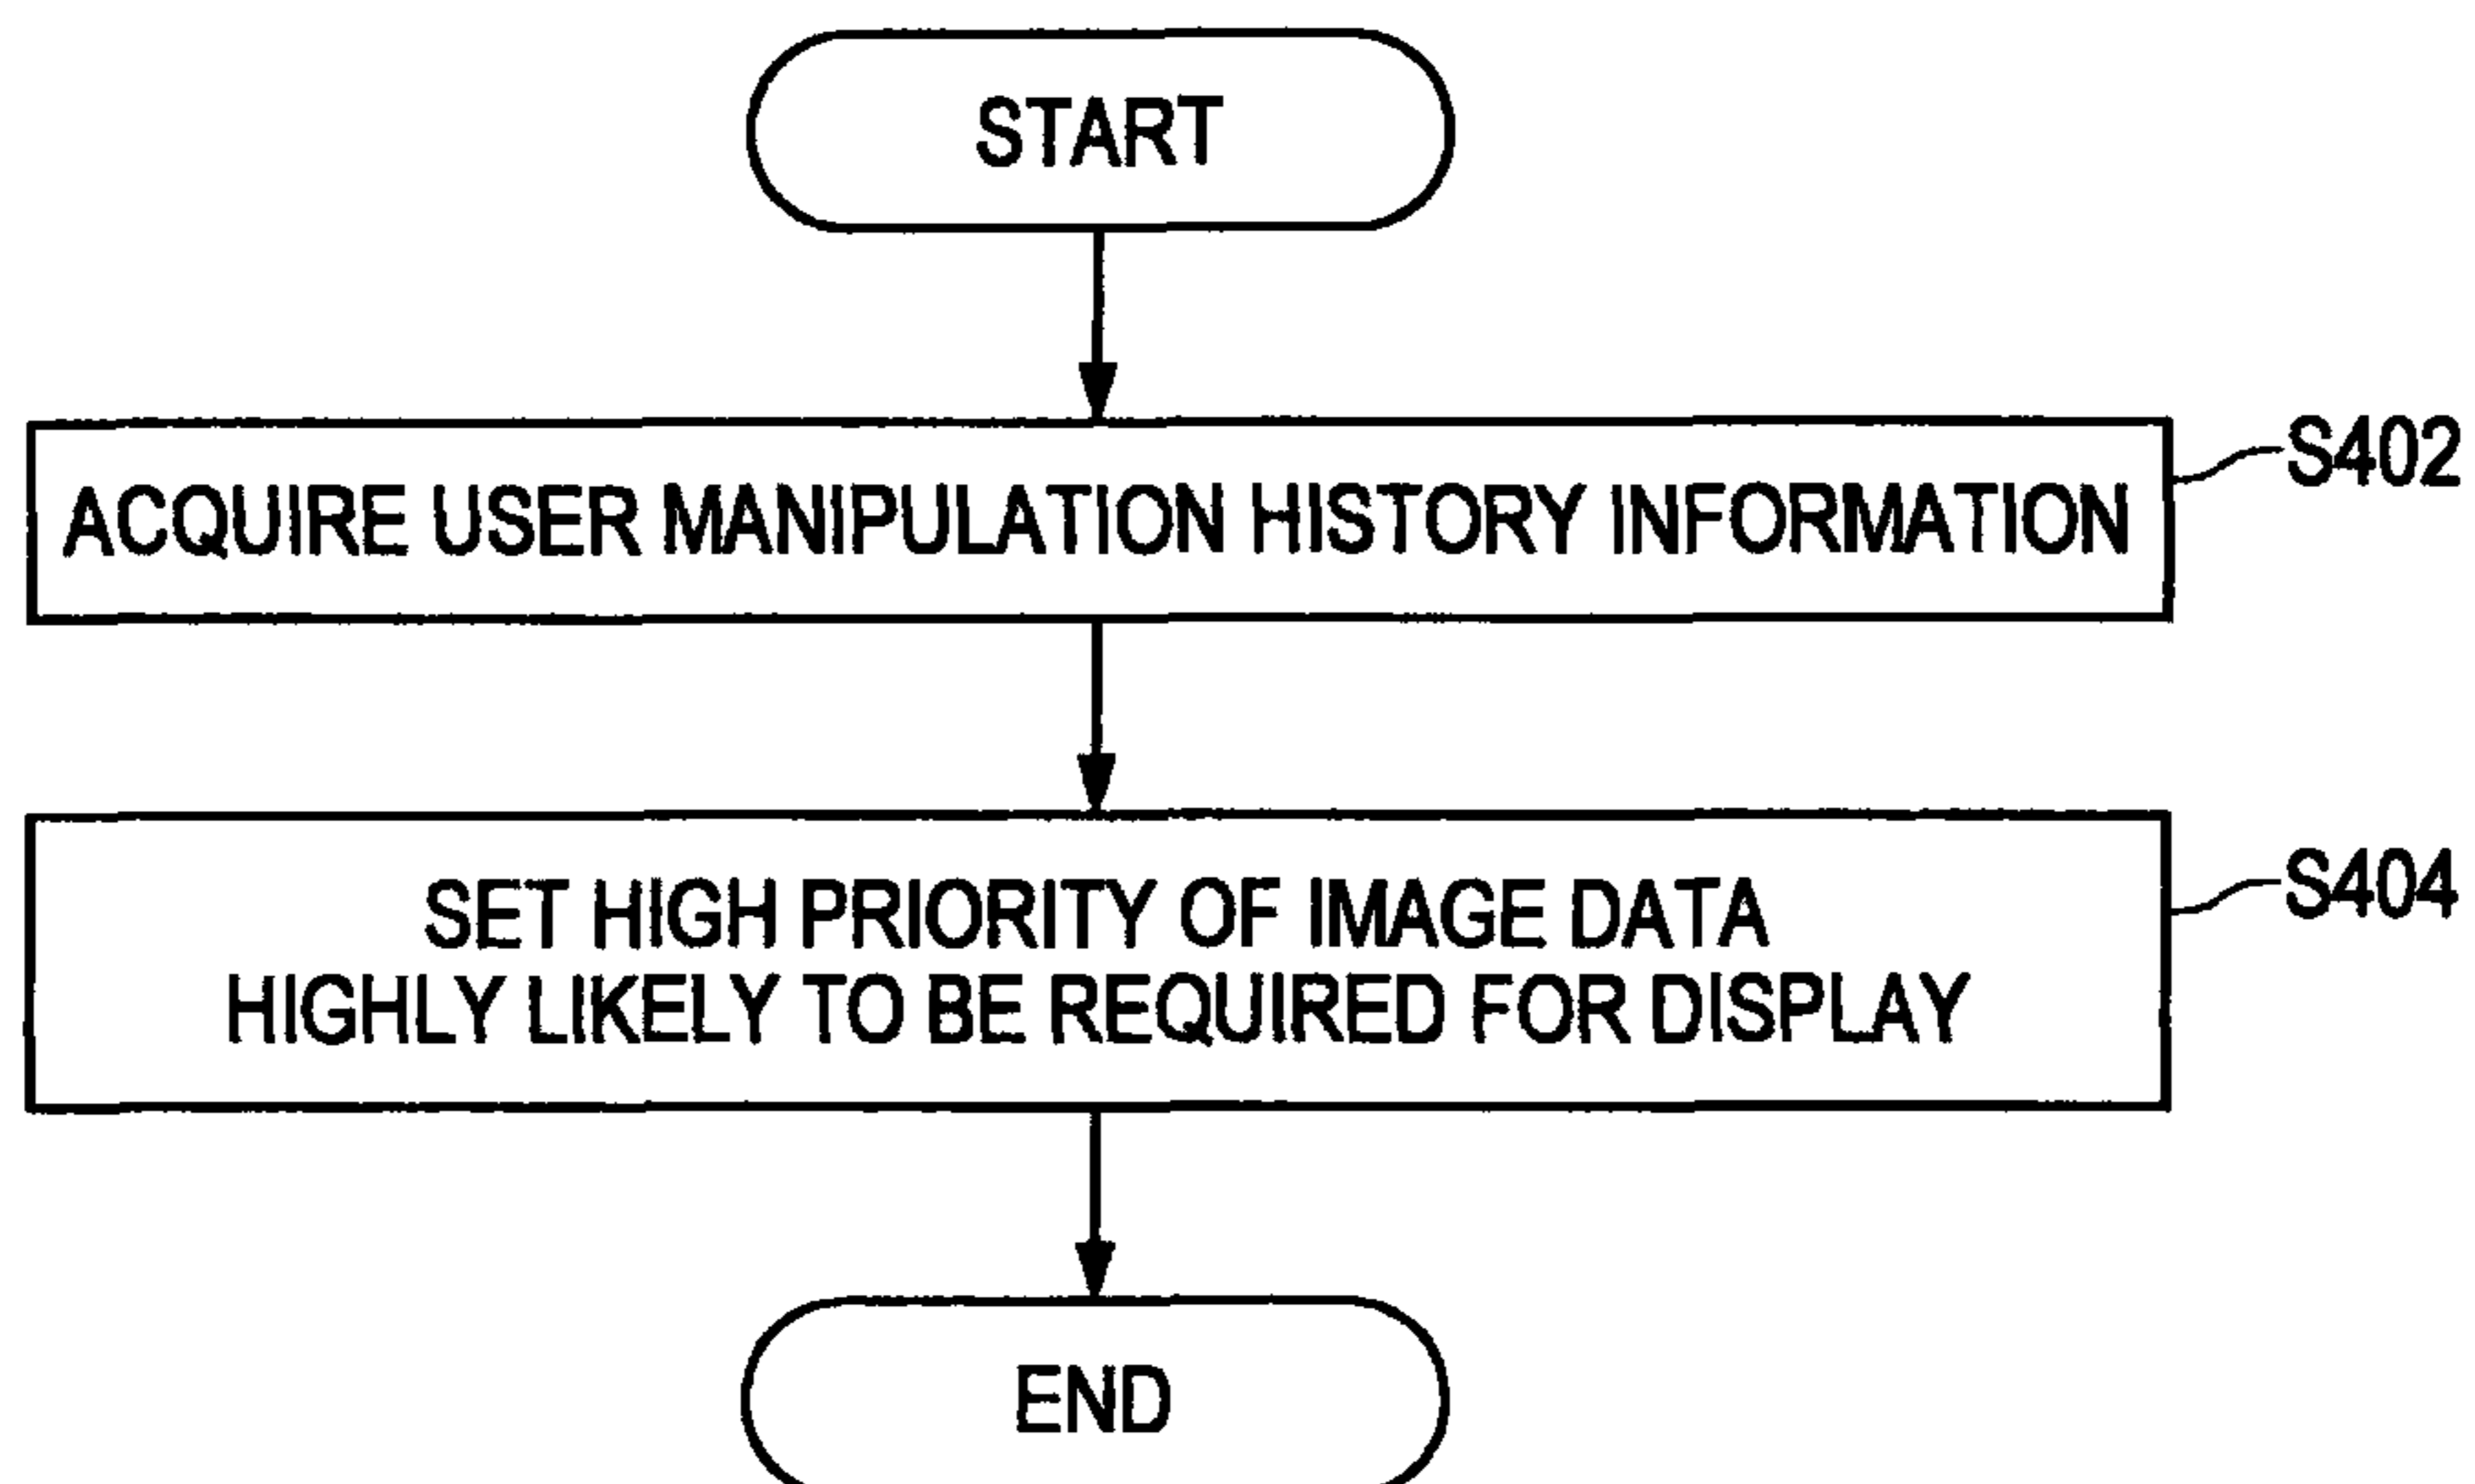 START
ACQUIRE USER MANIPULATION HISTORY INFORMATION
S402
SET HIGH PRIORITY OF IMAGE DATA
HIGHLY LIKELY TO BE REQUIRED FOR DISPLAY
S404
END